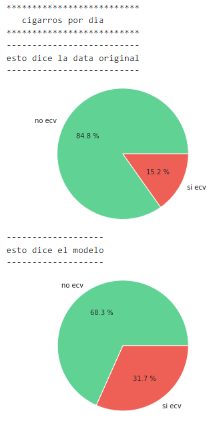 **************************
cigarros por dia
**************************
--------------------------
esto dice la data original
--------------------------
no ecv
84.8 %
15.2 %
si ecv
-------------------
esto dice el modelo
-------------------
no ecv
68.3 %
31.7 %
si ecv